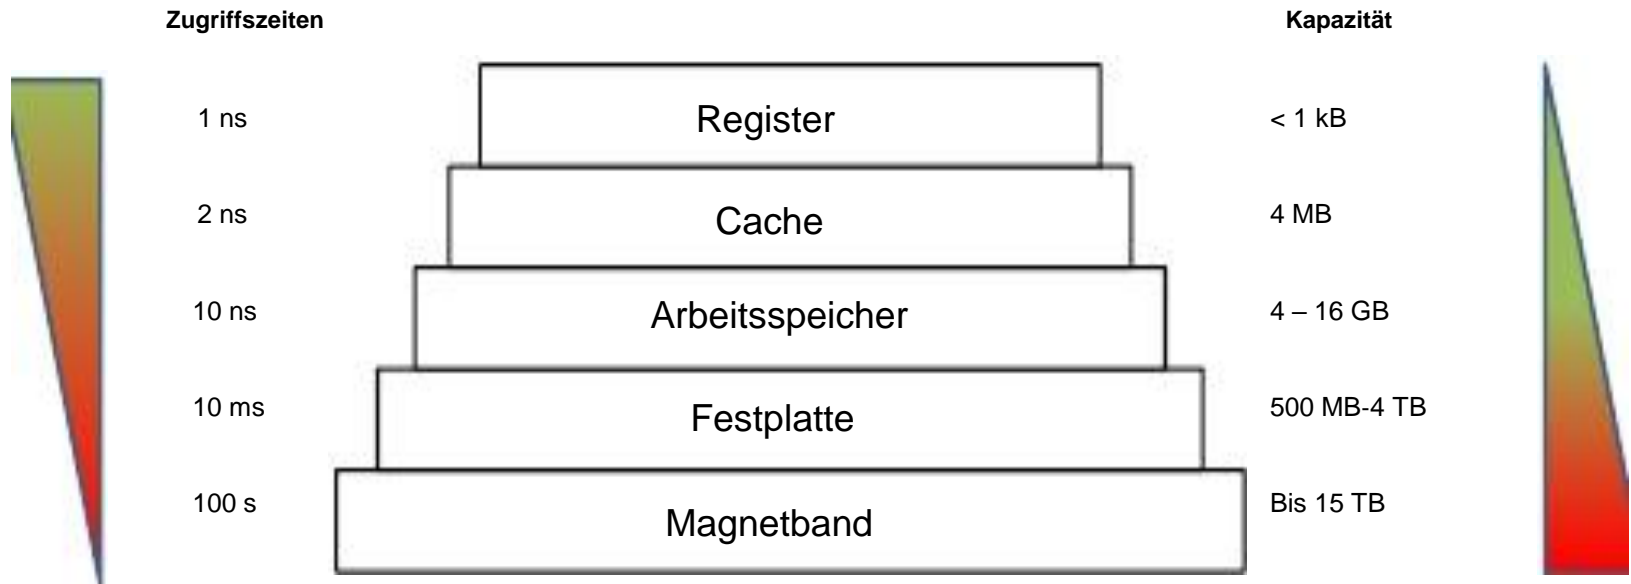 Zugriffszeiten
Kapazität
1 ns
Register
< 1 kB
2 ns
Cache
4 MB
10 ns
Arbeitsspeicher
4 – 16 GB
10 ms
Festplatte
500 MB-4 TB
100 s
Magnetband
Bis 15 TB